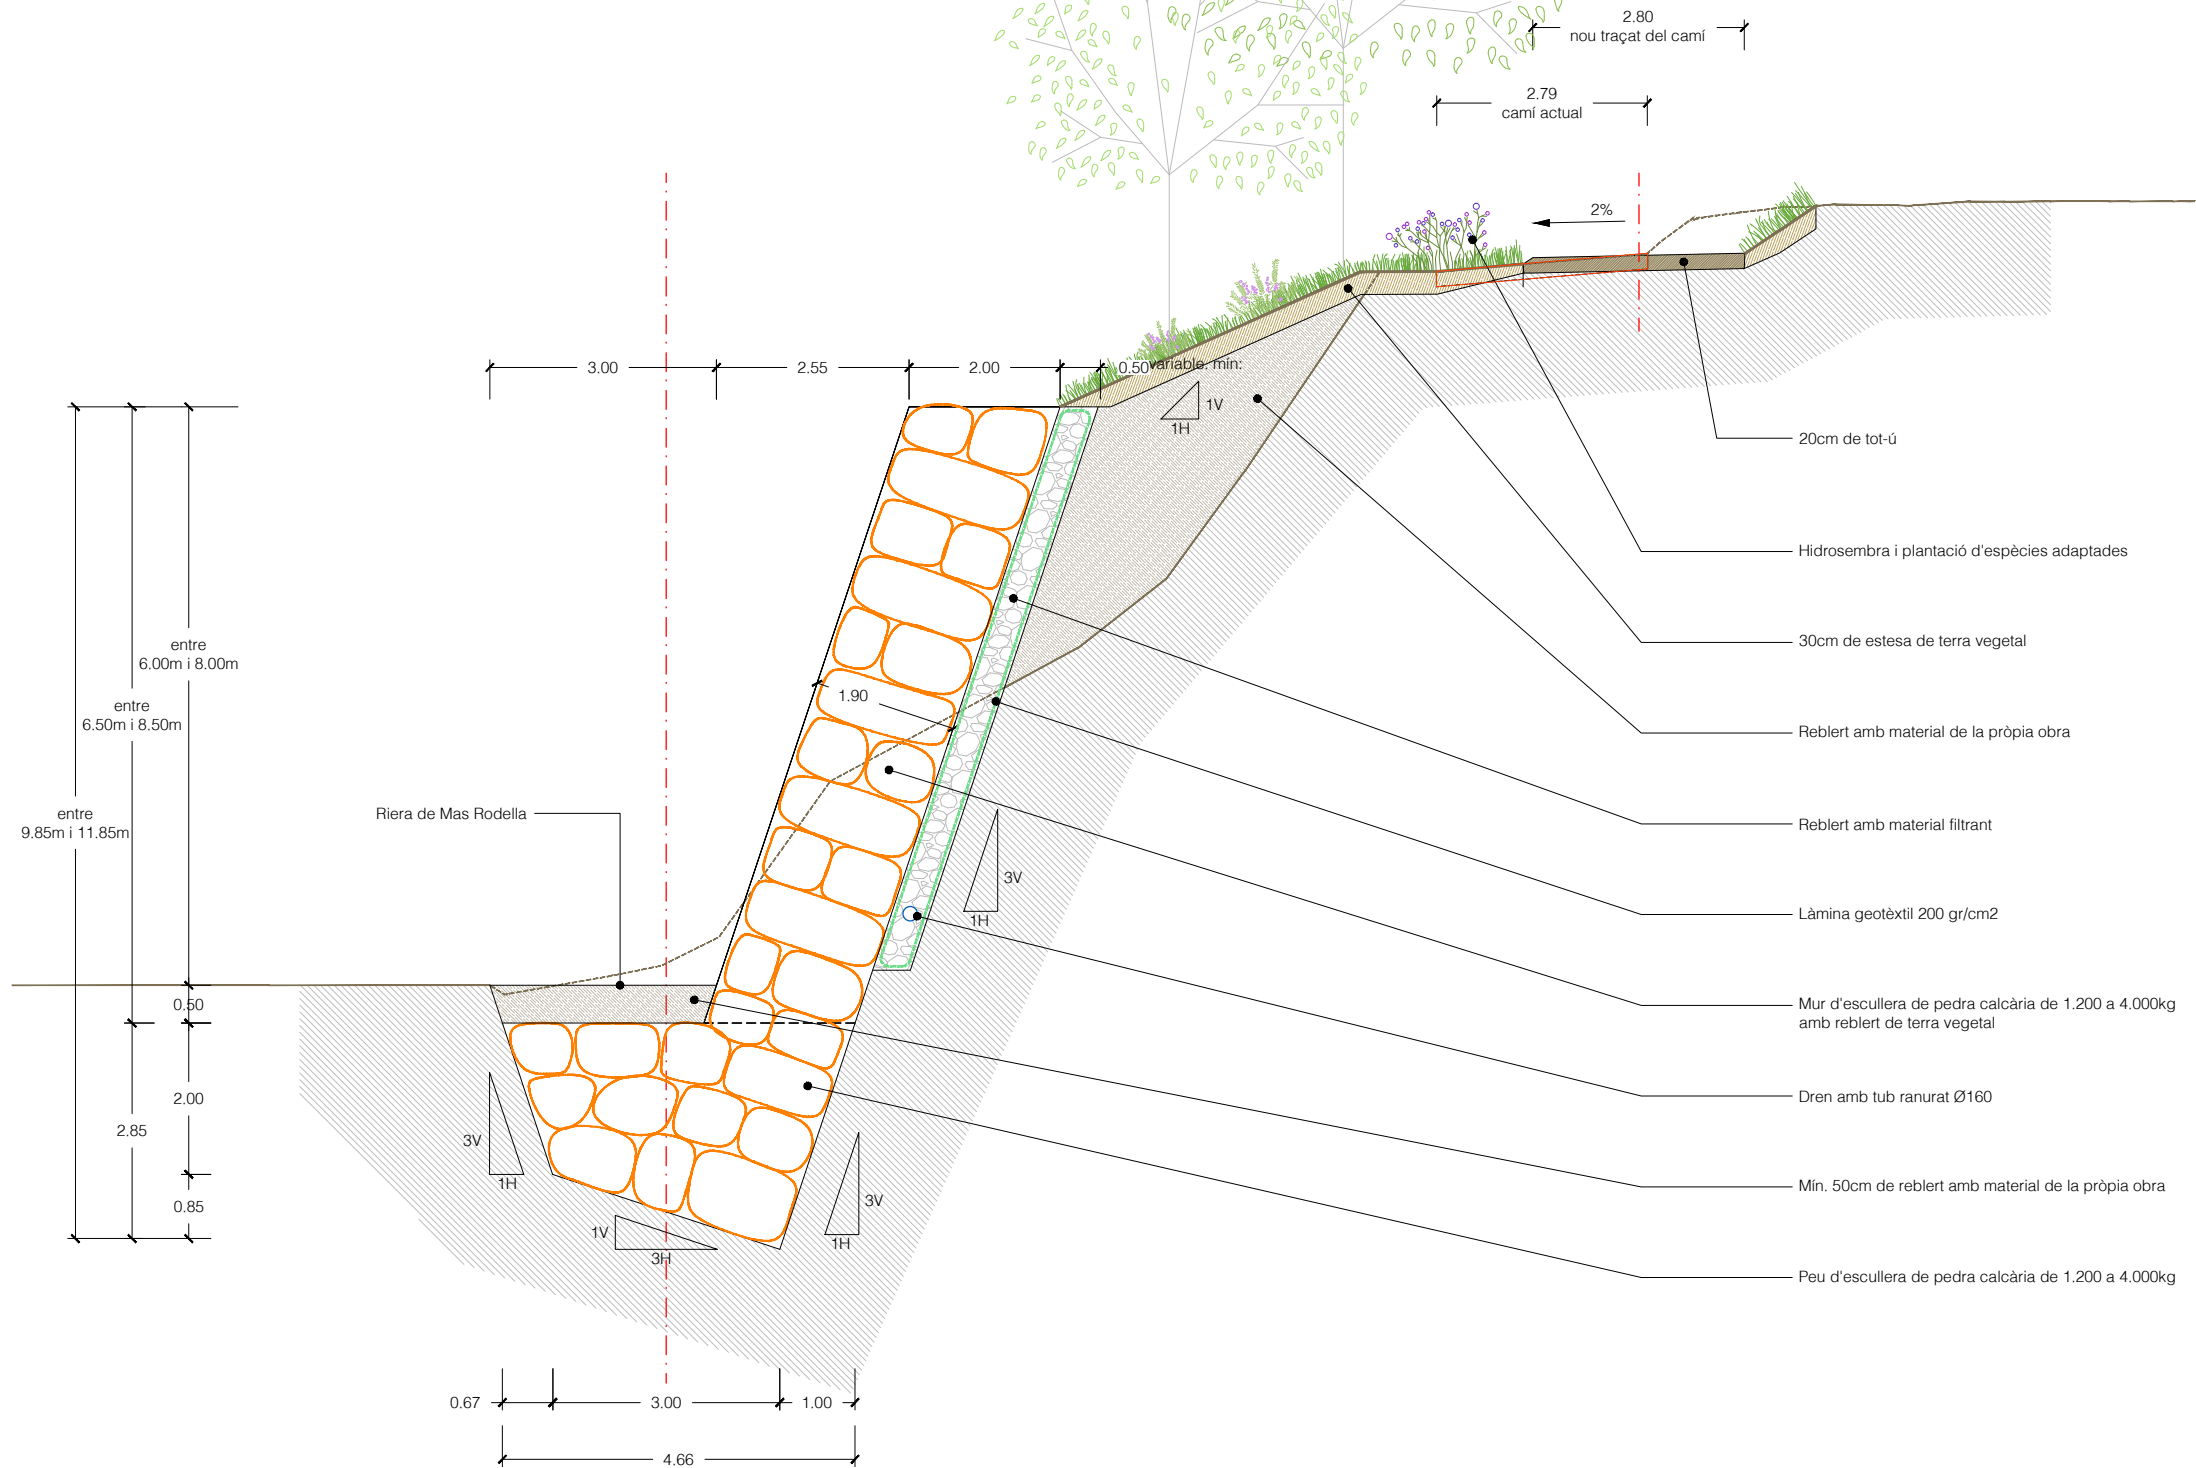 2.80
nou traçat del camí
2.79
camí actual
2%
3.00
2.55
2.00
0.50
variable. mín:
1V
1H
20cm de tot-ú
Hidrosembra i plantació d'espècies adaptades
entre
6.00m i 8.00m
30cm de estesa de terra vegetal
1.90
entre
6.50m i 8.50m
Reblert amb material de la pròpia obra
entre
9.85m i 11.85m
Riera de Mas Rodella
Reblert amb material filtrant
3V
1H
Làmina geotèxtil 200 gr/cm2
0.50
Mur d'escullera de pedra calcària de 1.200 a 4.000kg
amb reblert de terra vegetal
2.00
2.85
Dren amb tub ranurat Ø160
3V
1H
3V
1H
0.85
Mín. 50cm de reblert amb material de la pròpia obra
1V
3H
Peu d'escullera de pedra calcària de 1.200 a 4.000kg
0.67
3.00
1.00
4.66